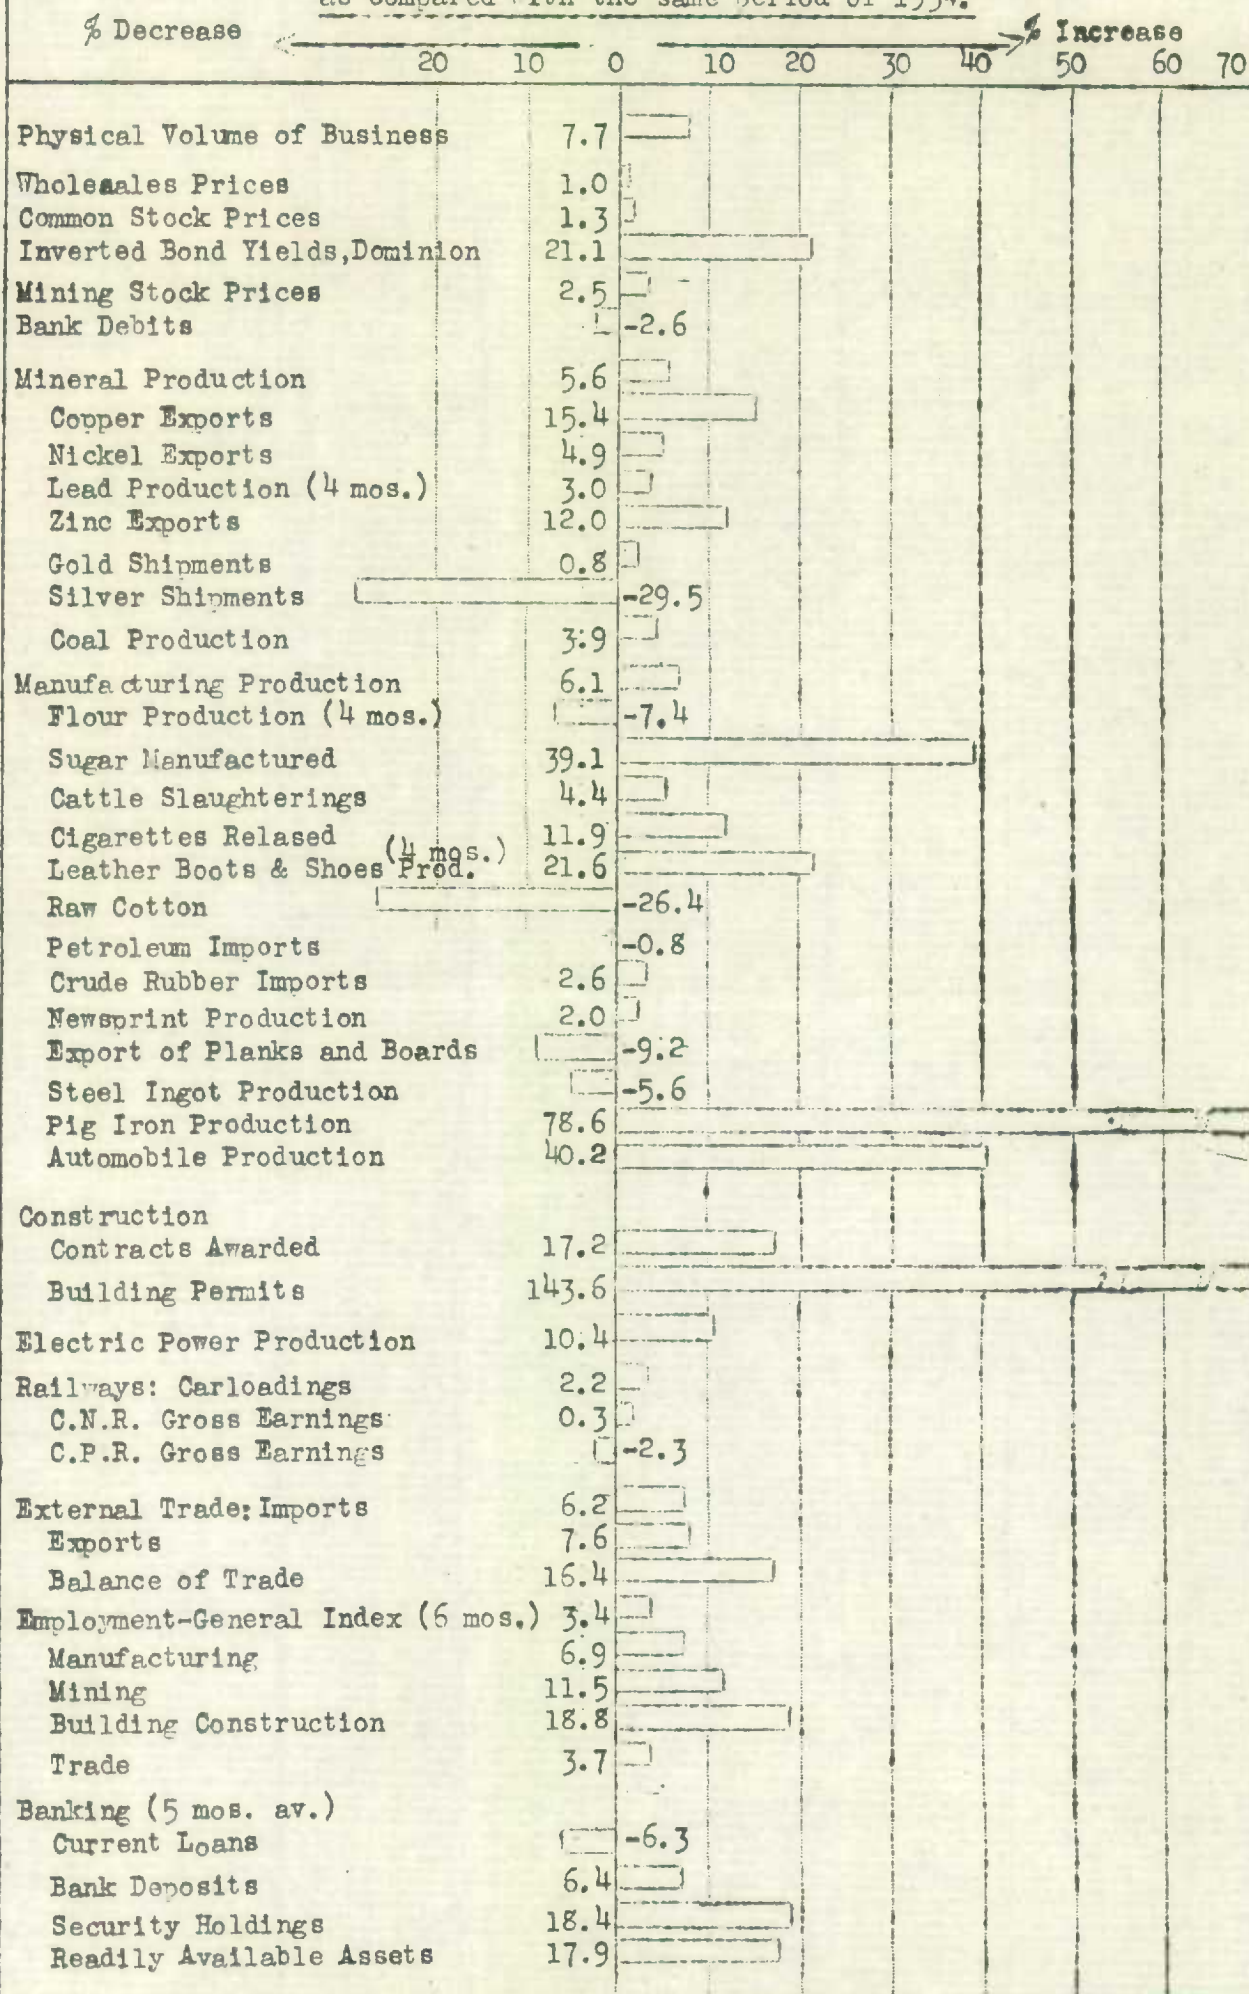 as compared with the same period of 1934.
% Decrease % Increase
20 10 0 10 20 30 40 50 60 70
Physical Volume of Business 7.7
Wholesales Prices 1.0
Common Stock Prices 1.3
Inverted Bond Yields,Dominion 21.1
Mining Stock Prices 2.5
Bank Debits -2.6
Mineral Production 5.6
Copper Exports 15.4
Nickel Exports 4.9
Lead Production (4 mos.) 3.0
Zinc Exports 12.0
Gold Shipments 0.8
Silver Shipments -29.5
Coal Production 3.9
Manufacturing Production 6.1
Flour Production (4 mos.) -7.4
Sugar Manufactured 39.1
Cattle Slaughterings 4.4
Cigarettes Relased 11.9
(4 mos.)
Leather Boots & Shoes Prod. 21.6
Raw Cotton -26.4
Petroleum Imports -0.8
Crude Rubber Imports 2.6
Newsprint Production 2.0
Export of Planks and Boards -9.2
Steel Ingot Production -5.6
Pig Iron Production 78.6
Automobile Production 40.2
Construction
Contracts Awarded 17.2
Building Permits 143.6
Electric Power Production 10.4
Railways: Carloadings 2.2
C.N.R. Gross Earnings 0.3
C.P.R. Gross Earnings -2.3
External Trade: Imports 6.2
Exports 7.6
Balance of Trade 16.4
Employment-General Index (6 mos.) 3.4
Manufacturing 6.9
Mining 11.5
Building Construction 18.8
Trade 3.7
Banking (5 mos. av.)
Current Loans -6.3
Bank Deposits 6.4
Security Holdings 18.4
Readily Available Assets 17.9